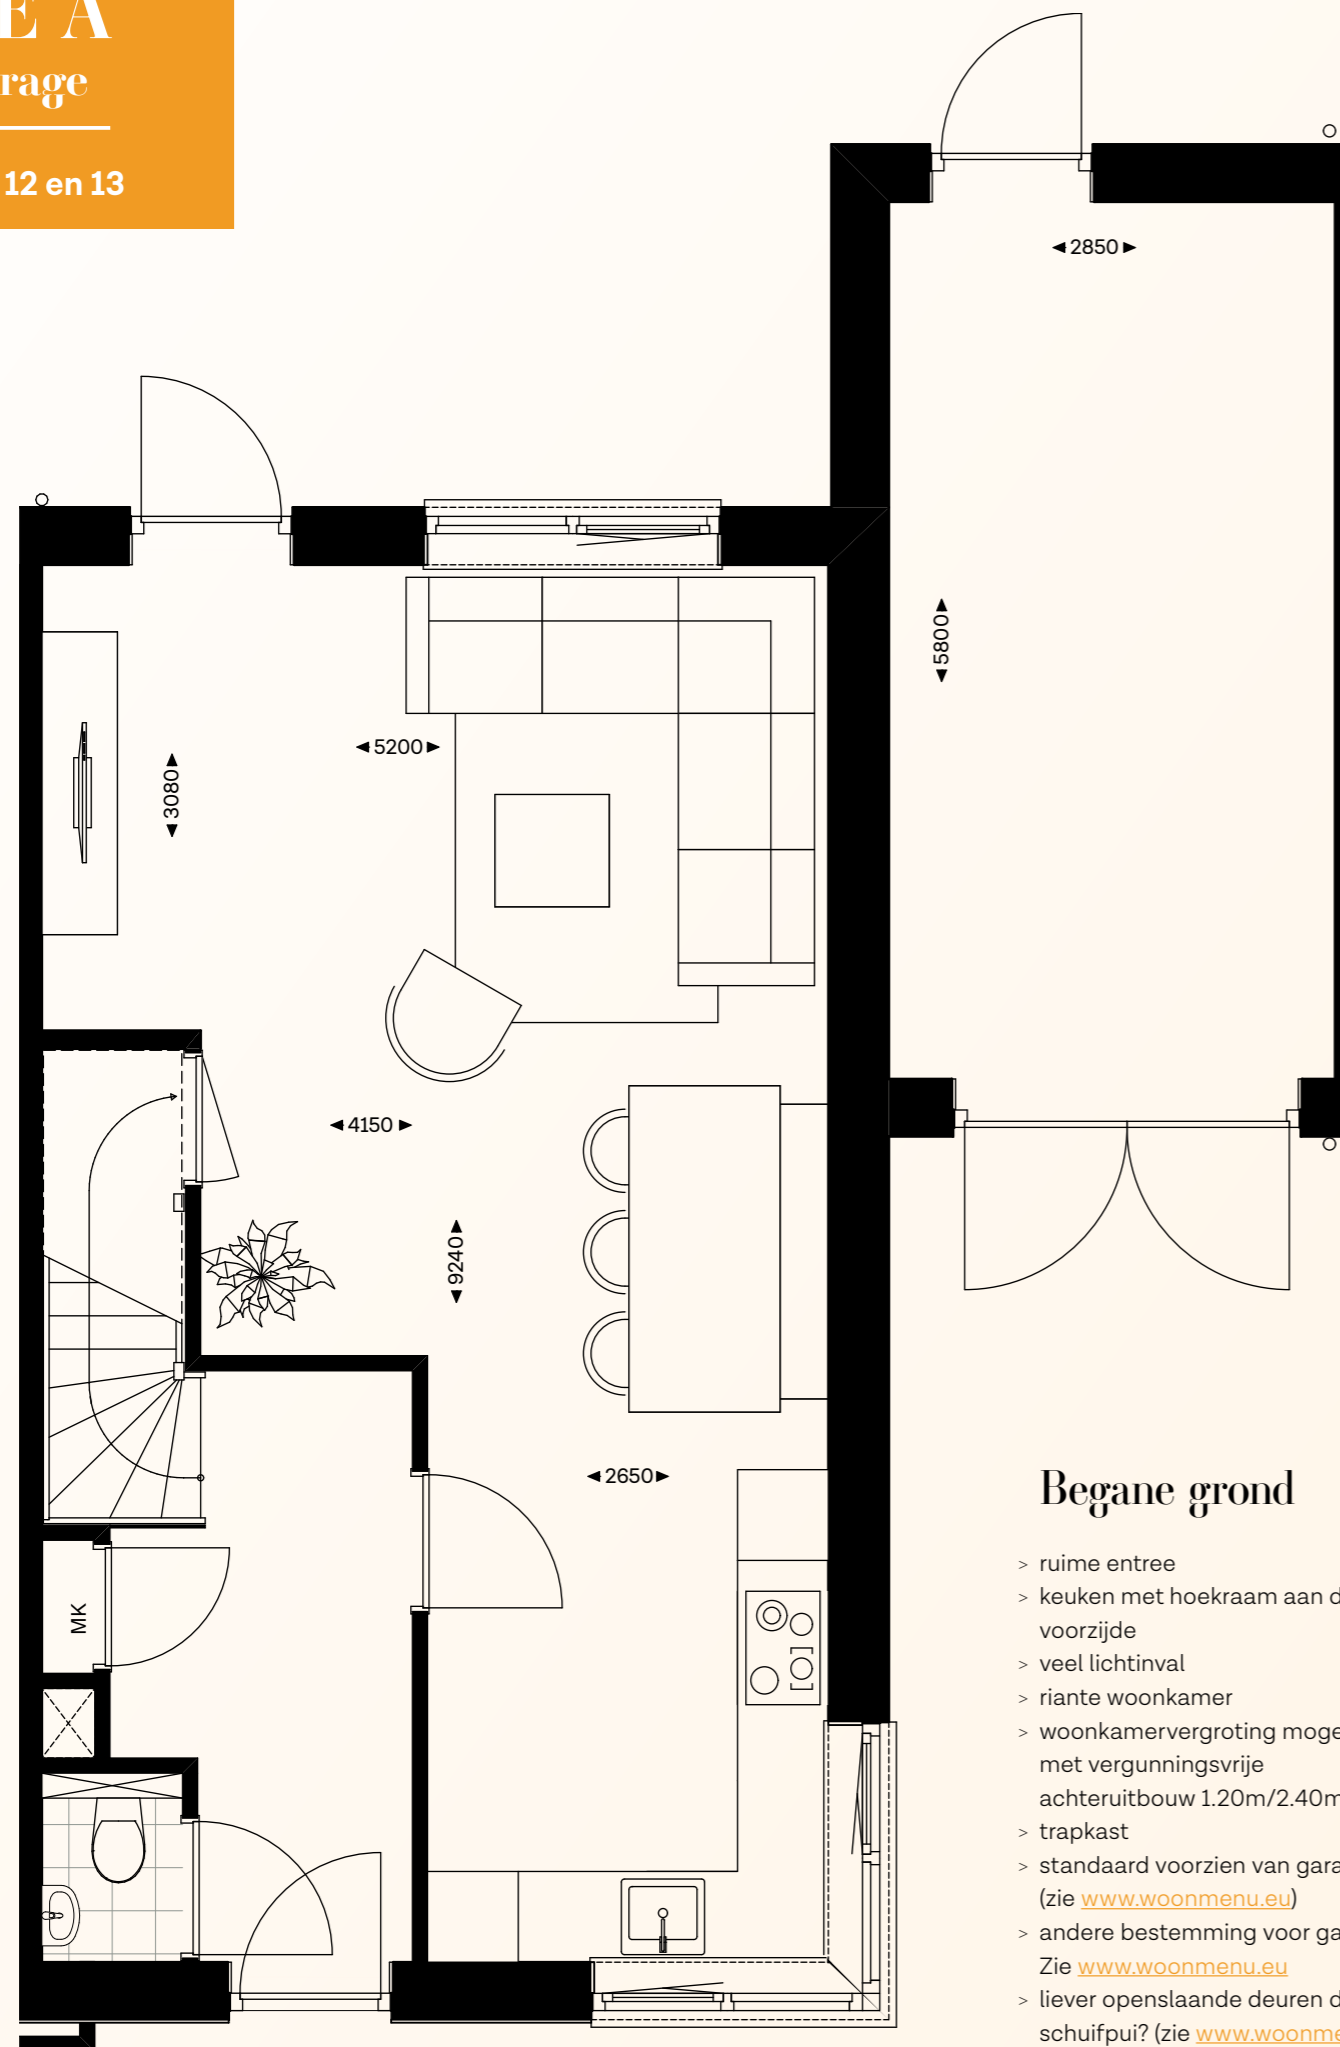 E A
rage
12 en 13
2850
5800
5200
3080
4150
9240
2650
MK
Begane grond
> ruime entree
> keuken met hoekraam aan d
voorzijde
> veel lichtinval
> riante woonkamer
> woonkamervergroting moge
met vergunningsvrije
achteruitbouw 1.20m/2.40m
> trapkast
> standaard voorzien van gara
(zie www.woonmenu.eu)
> andere bestemming voor ga
Zie www.woonmenu.eu
> liever openslaande deuren d
schuifpui? (zie www.woonme